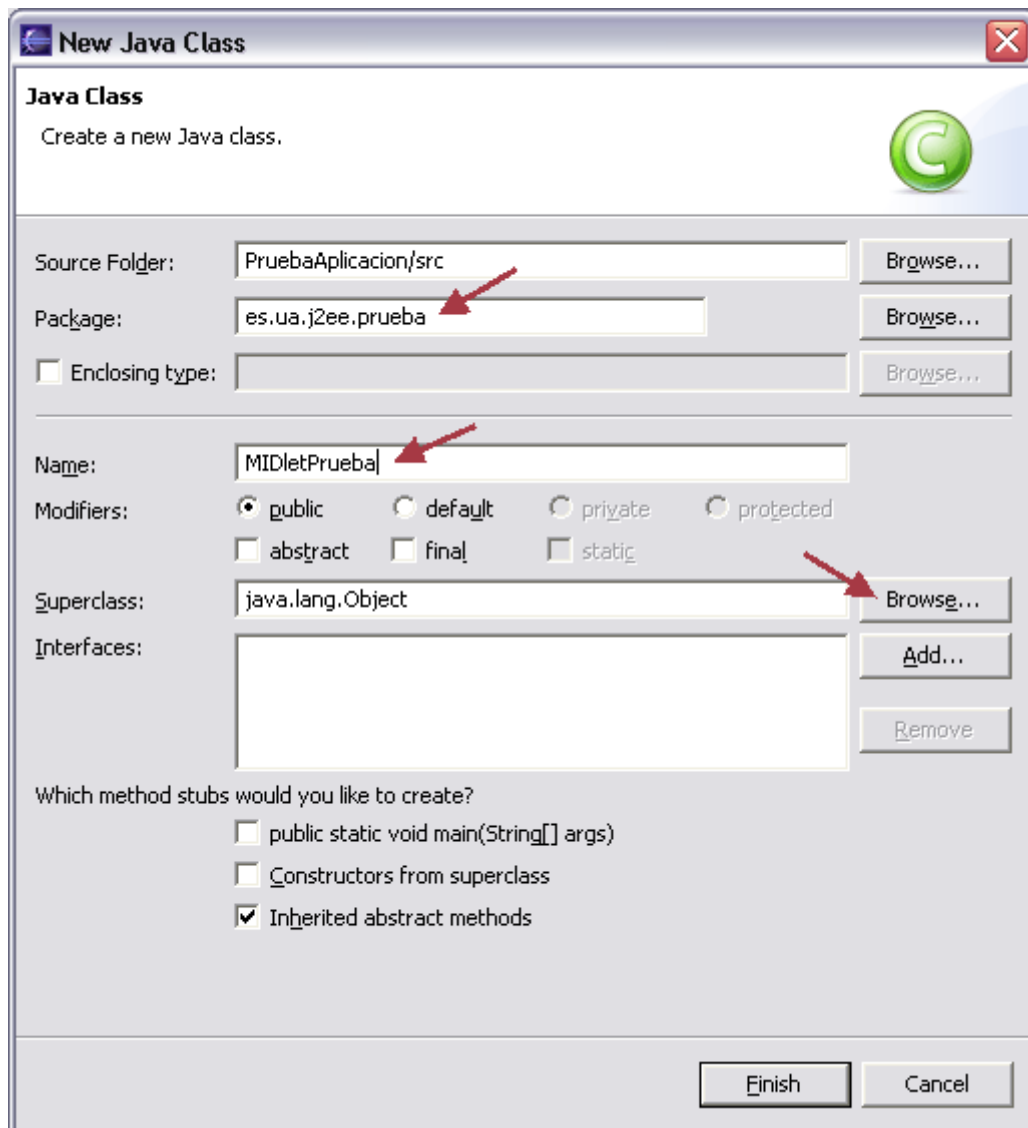 New Java Class
Java Class
Create a new Java class.
C
Source Folder: PruebaAplicacion/src Browse...
Package: es.ua.j2ee.prueba Browse...
Enclosing type: Browse...
Name: MIDletPrueba
Modifiers: public default private protected
abstract final static
Superclass: java.lang.Object Browse...
Interfaces: Add...
Remove
Which method stubs would you like to create?
public static void main(String[] args)
Constructors from superclass
Inherited abstract methods
Finish Cancel